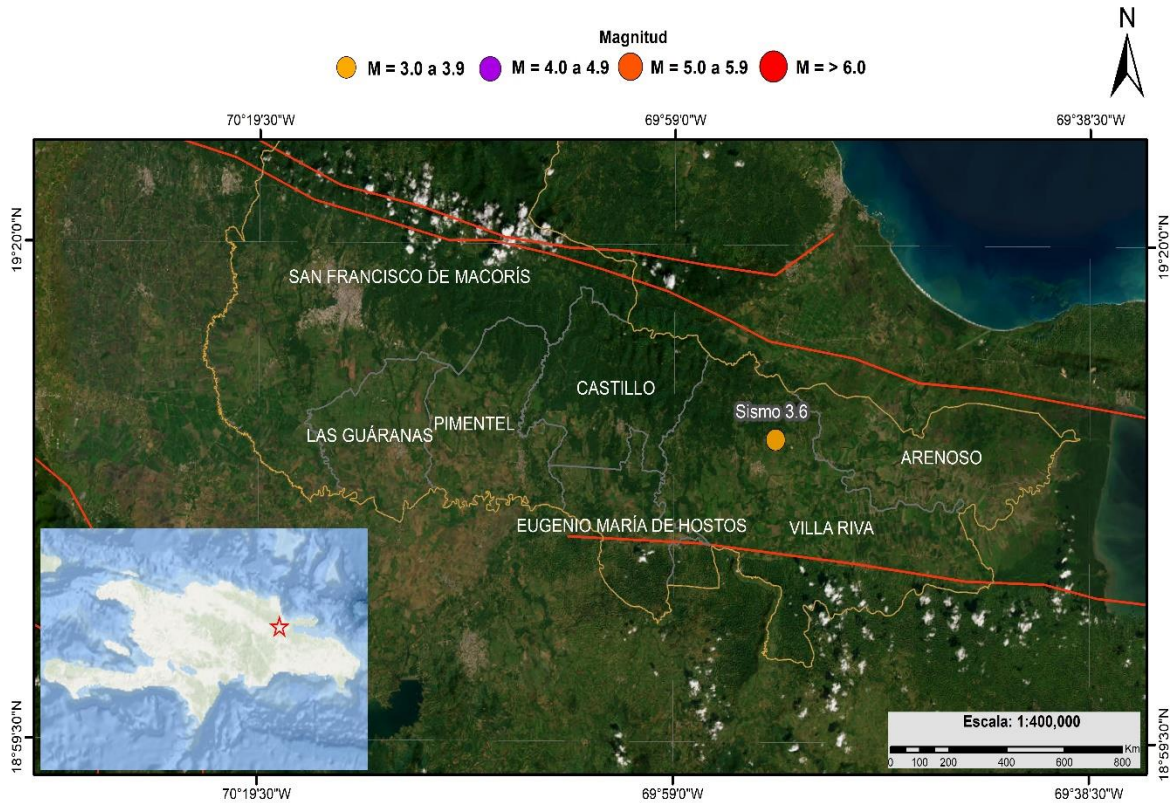 N
Magnitud
M = 3.0 a 3.9 M = 4.0 a 4.9 M = 5.0 a 5.9 M = > 6.0
70°19'30"W 69°59'0"W 69°38'30"W
19°20'0"N 19°20'0"N
SAN FRANCISCO DE MACORÍS
CASTILLO
Sismo 3.6
PIMENTEL
LAS GUÁRANAS
ARENOSO
EUGENIO MARÍA DE HOSTOS
VILLA RIVA
18°59'30"N 18°59'30"N
Escala: 1:400,000
Km
0 100 200 400 600 800
70°19'30"W 69°59'0"W 69°38'30"W